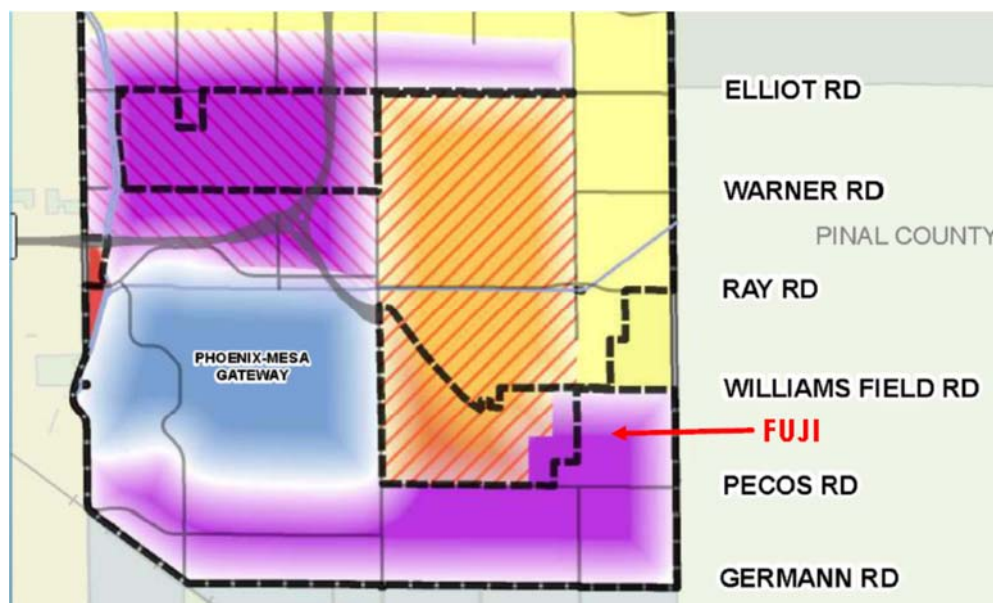 ELLIOT RD
WARNER RD
PINAL COUNTY
RAY RD
PHOENIX-MESA
GATEWAY
WILLIAMS FIELD RD
FUJI
PECOS RD
GERMANN RD